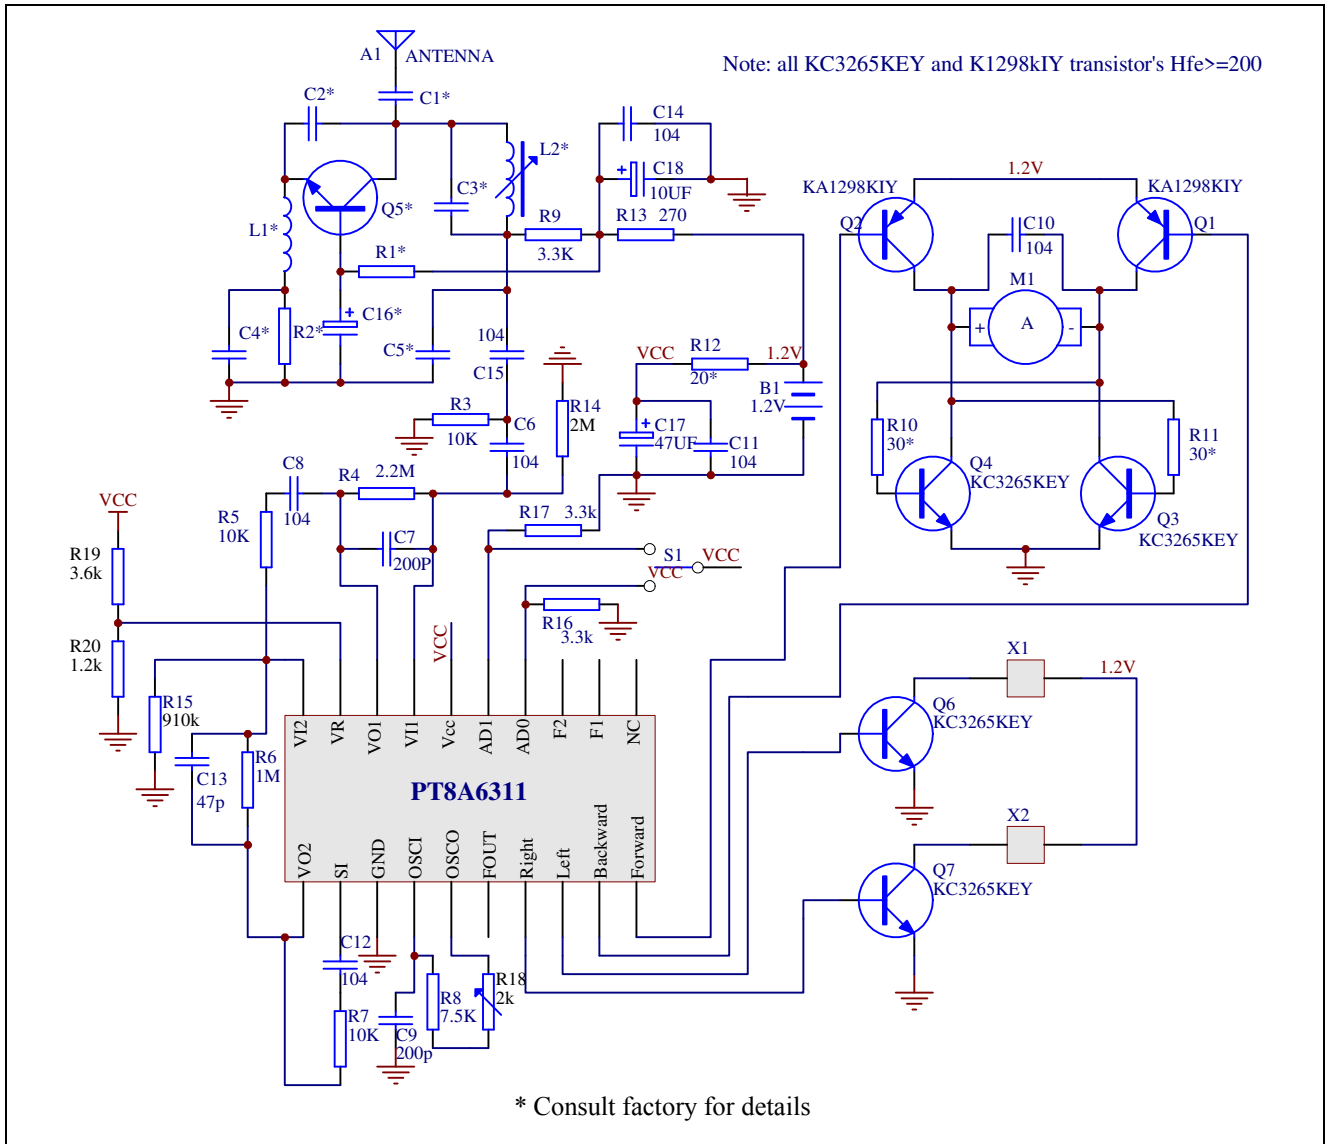 A1
ANTENNA
Note: all KC3265KEY and K1298kIY transistor's Hfe>=200
C2*
C1*
C14
104
L2*
C18
10UF
1.2V
KA1298KIY
KA1298KIY
C3*
Q5*
L1*
R9
3.3K
R13 270
Q2
C10
104
Q1
R1*
M1
A
+
-
C16*
C4*
R2*
C5*
104
C15
VCC
R12
20*
1.2V
B1
1.2V
R3
10K
C6
104
R14
2M
C17
47UF
C11
104
R10
30*
R11
30*
Q4
KC3265KEY
Q3
KC3265KEY
C8
104
R4
2.2M
VCC
R5
10K
R17 3.3k
C7
200P
S1
VCC
VCC
R19
3.6k
R16
3.3k
R20
1.2k
VCC
X1
1.2V
R15
910k
Q6
KC3265KEY
C13
47p
R6
1M
VI2
VR
VO1
VI1
Vcc
AD1
AD0
F2
F1
NC
PT8A6311
VO2
SI
GND
OSCI
OSCO
FOUT
Right
Left
Backward
Forward
X2
Q7
KC3265KEY
C12
104
R7
10K
C9
200p
R8
7.5K
R18
2k
* Consult factory for details